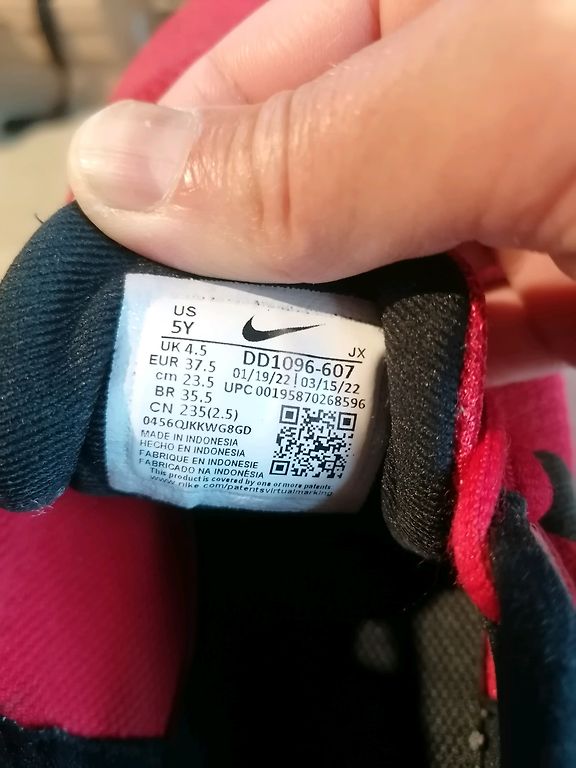 US
5Y
JX
UK 4.5
EUR 37.5
cm 23.5
BR 35.5
CN 235(2.5)
DD1096-607
01/19/22 | 03/15/22
UPC 00195870268596
0456QIKKWG8GD
MADE IN INDONESIA
HECHO EN INDONESIA
FABRIQUE EN INDONESIE
FABRICADO NA INDONÉSIA
This product is covered by one or more patents
www.nike.com/patentsvirtualmarking